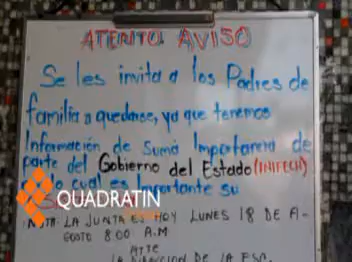 ATENTO AVISO
Se les invita a los Padres de
familia a quedarse, ya que tenemos
Información de Suma Importancia de
parte del Gobierno del Estado (INIFECH)
lo cual es Importante su
QUADRATIN
NOTA: LA JUNTA ES HOY LUNES 18 DE A-
GOSTO 8:00 A.M
ATTE
LA DIRECCION DE LA ESC.